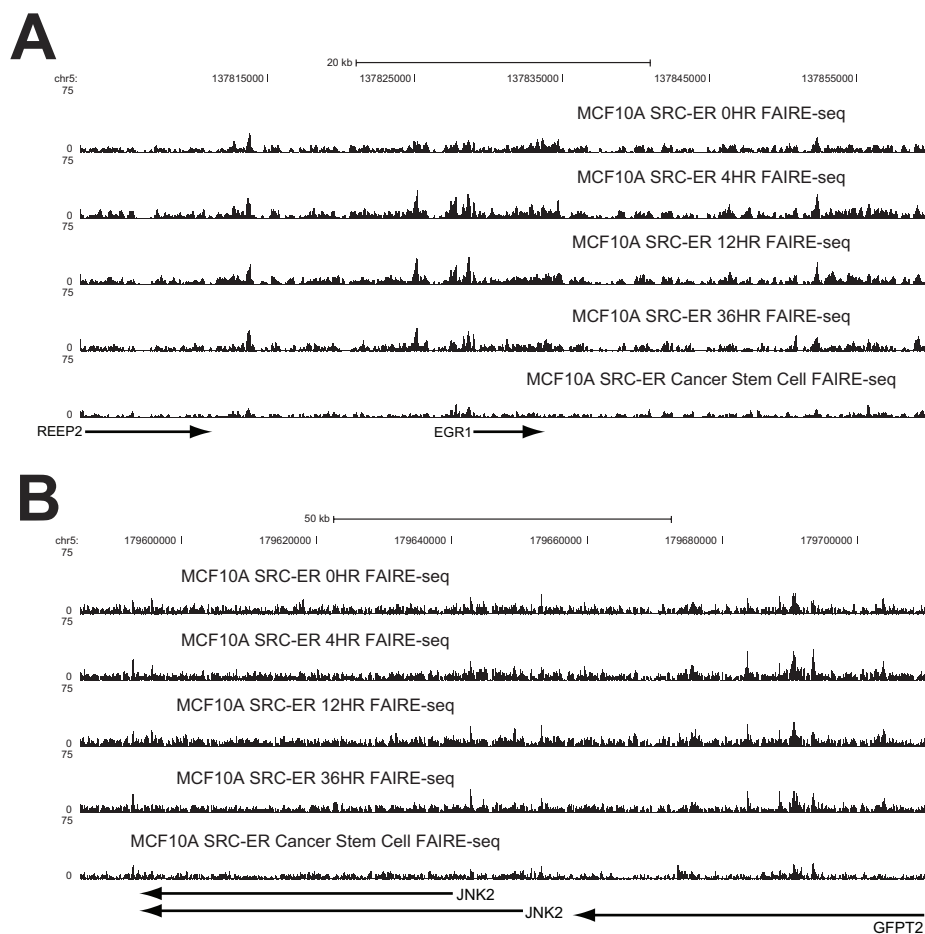 A
20 kb
chr5: 137815000 137825000 137835000 137845000 137855000
75
MCF10A SRC-ER 0HR FAIRE-seq
0
75
MCF10A SRC-ER 4HR FAIRE-seq
0
75
MCF10A SRC-ER 12HR FAIRE-seq
0
75
MCF10A SRC-ER 36HR FAIRE-seq
0
75
MCF10A SRC-ER Cancer Stem Cell FAIRE-seq
0
REEP2 EGR1
B
50 kb
chr5: 179600000 179620000 179640000 179660000 179680000 179700000
75
MCF10A SRC-ER 0HR FAIRE-seq
0
75
MCF10A SRC-ER 4HR FAIRE-seq
0
75
MCF10A SRC-ER 12HR FAIRE-seq
0
75
MCF10A SRC-ER 36HR FAIRE-seq
0
75
MCF10A SRC-ER Cancer Stem Cell FAIRE-seq
0
JNK2
JNK2
GFPT2